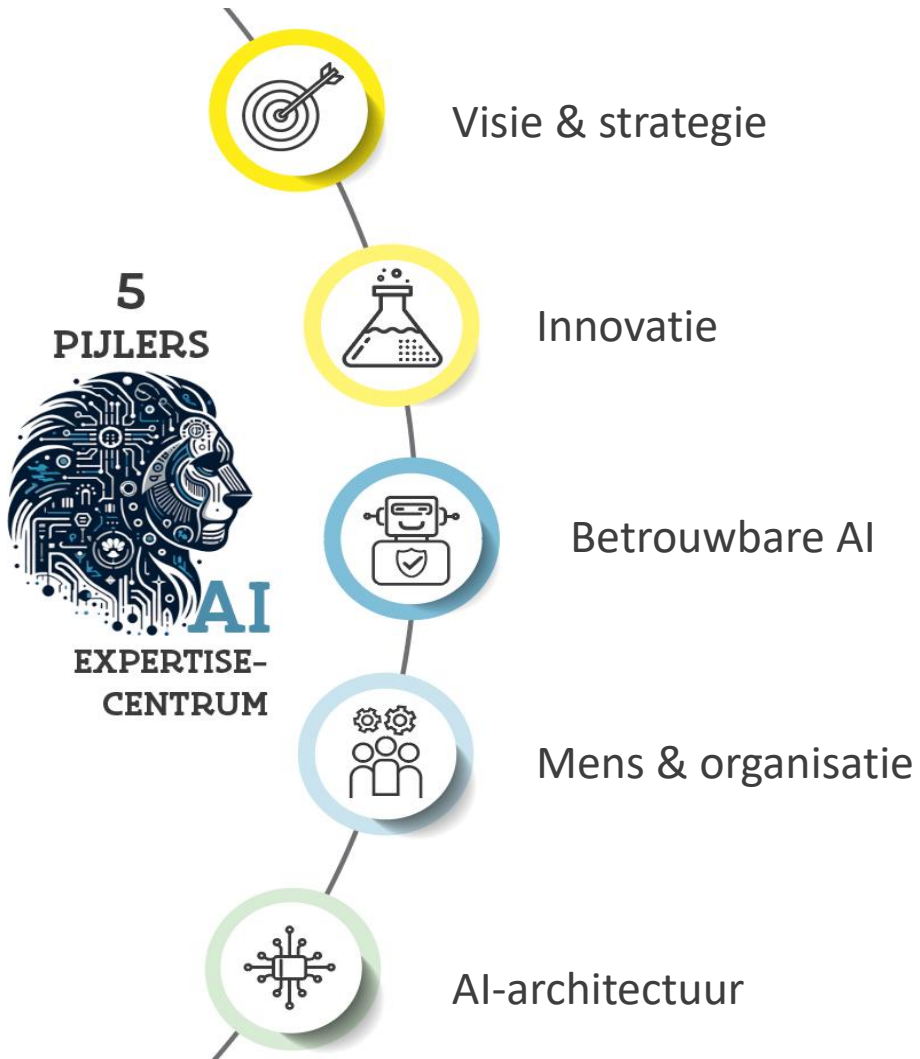 5
PIJLERS
AI
EXPERTISE-
CENTRUM
Visie & strategie
Innovatie
Betrouwbare AI
Mens & organisatie
AI-architectuur